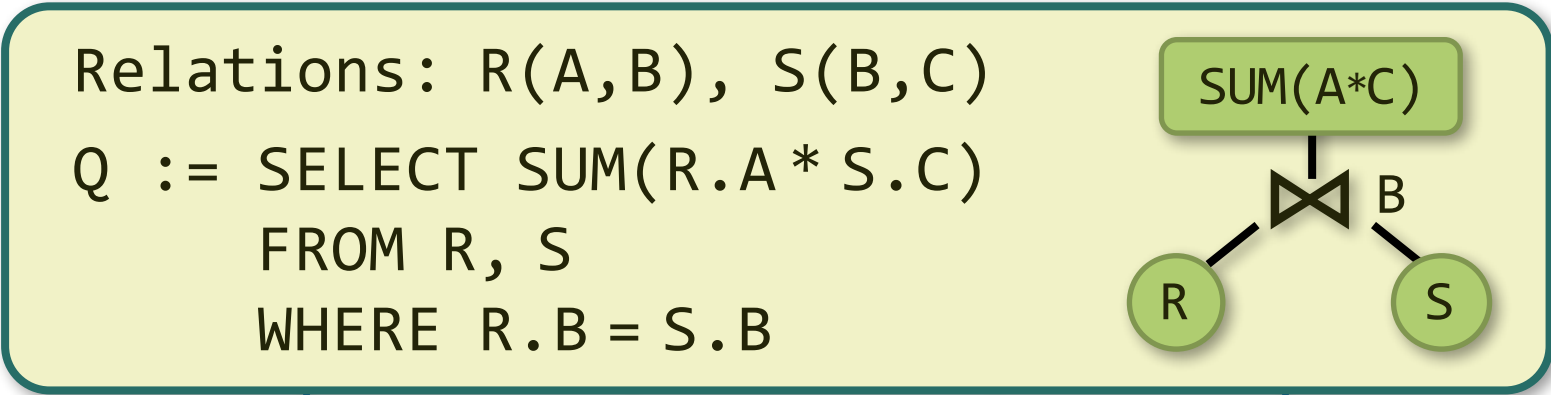 Relations: R(A,B), S(B,C)
Q := SELECT SUM(R.A * S.C)
FROM R, S
WHERE R.B = S.B
SUM(A*C)
B
R
S